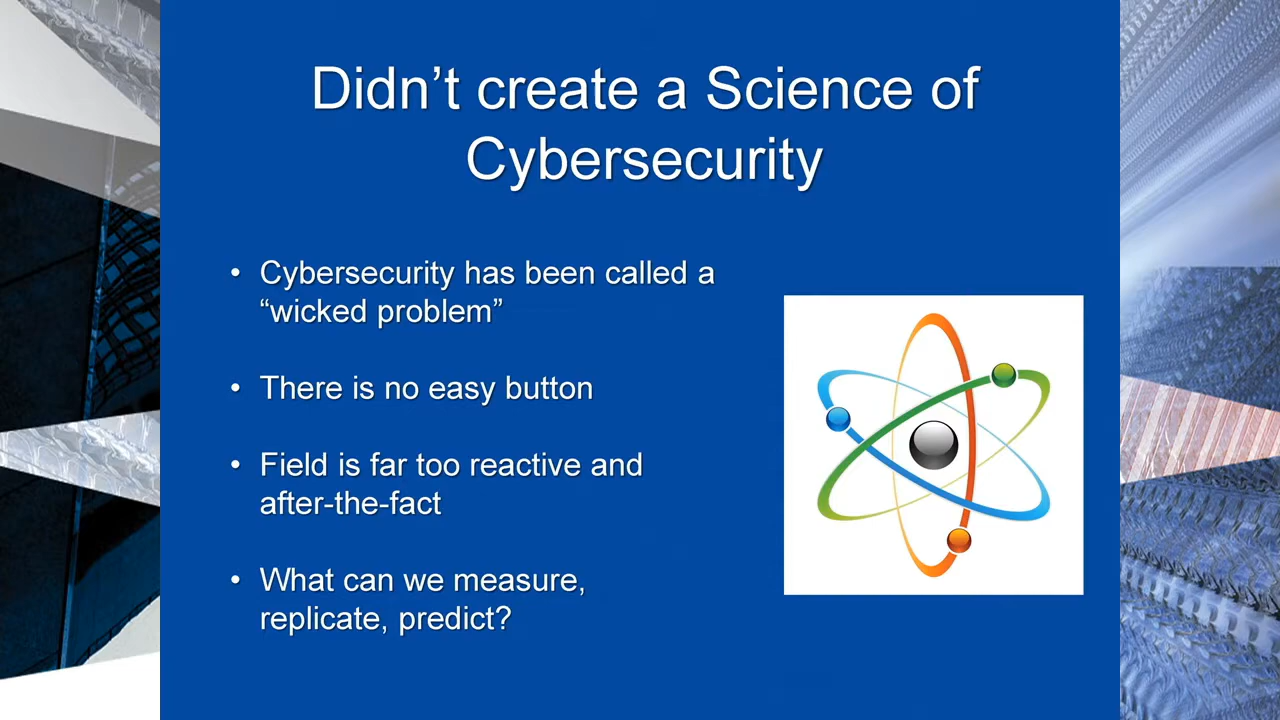 Didn’t create a Science of
Cybersecurity
• Cybersecurity has been called a
“wicked problem”
• There is no easy button
• Field is far too reactive and
after-the-fact
• What can we measure,
replicate, predict?